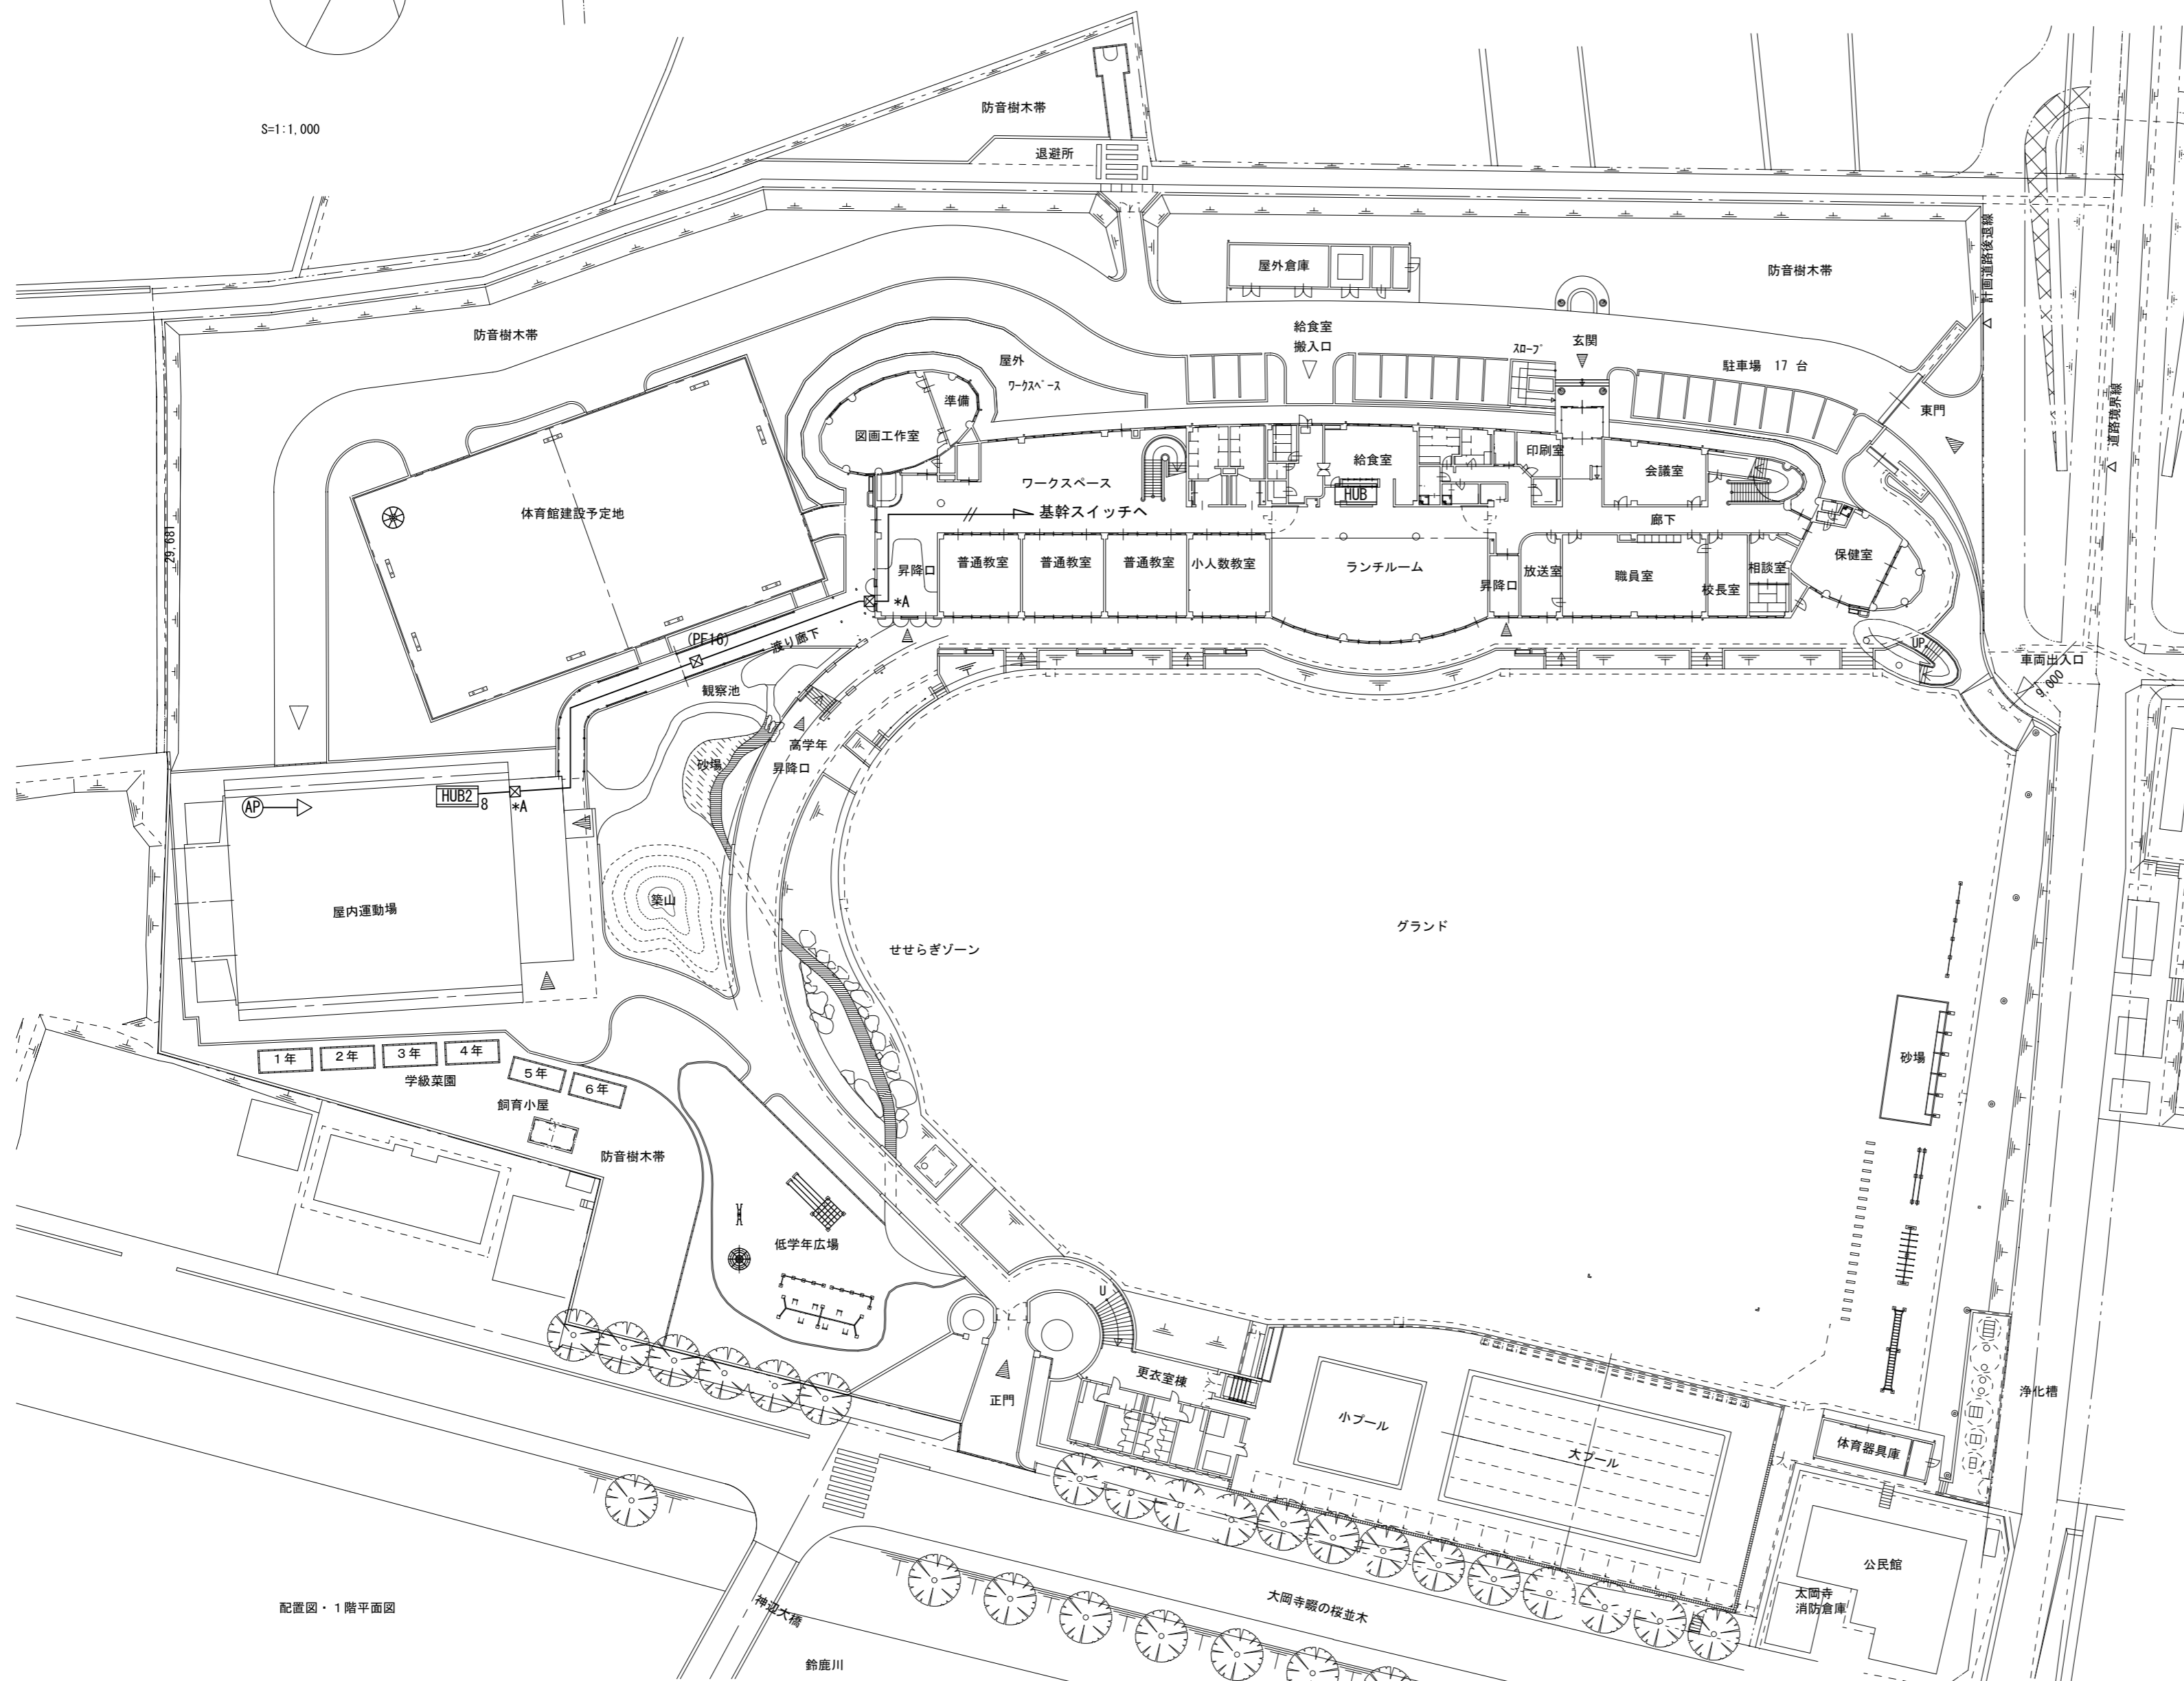 S=1:1,000
防音樹木帯
退避所
計画道路後退線
屋外倉庫
防音樹木帯
防音樹木帯
給食室
搬入口
玄関
スロープ
屋外
ワークスペース
駐車場 17 台
道路境界線
準備
東門
図画工作室
印刷室
給食室
会議室
ワークスペース
HUB
基幹スイッチへ
体育館建設予定地
廊下
29,681
保健室
普通教室
普通教室
普通教室
小人数教室
ランチルーム
昇降口
昇降口
放送室
職員室
校長室
相談室
*A
(PF16)
渡り廊下
UP
車両出入口
9,000
観察池
高学年
昇降口
砂場
HUB2
8
*A
AP
築山
屋内運動場
グランド
せせらぎゾーン
1年
2年
3年
4年
5年
6年
学級菜園
砂場
飼育小屋
防音樹木帯
低学年広場
U
更衣室棟
正門
小プール
大プール
浄化槽
体育器具庫
公民館
太岡寺
消防倉庫
大岡寺畷の桜並木
神辺大橋
配置図・1階平面図
鈴鹿川